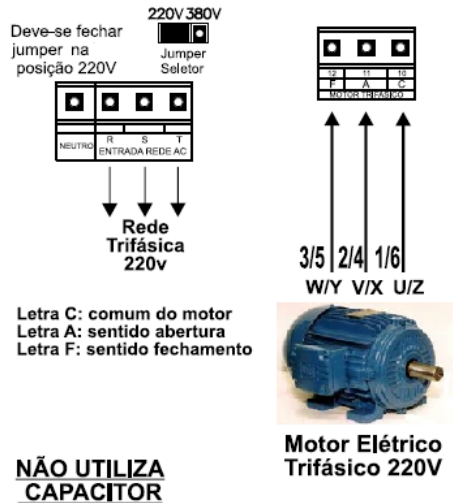 220V 380V
Deve-se fechar
jumper na
posição 220V
Jumper
Seletor
NEUTRO
R S T
ENTRADA REDE AC
Rede
Trifásica
220v
12 11 10
F A C
MOTOR TRIFÁSICO
3/5 2/4 1/6
W/Y V/X U/Z
Letra C: comum do motor
Letra A: sentido abertura
Letra F: sentido fechamento
Motor Elétrico
Trifásico 220V
NÃO UTILIZA
CAPACITOR